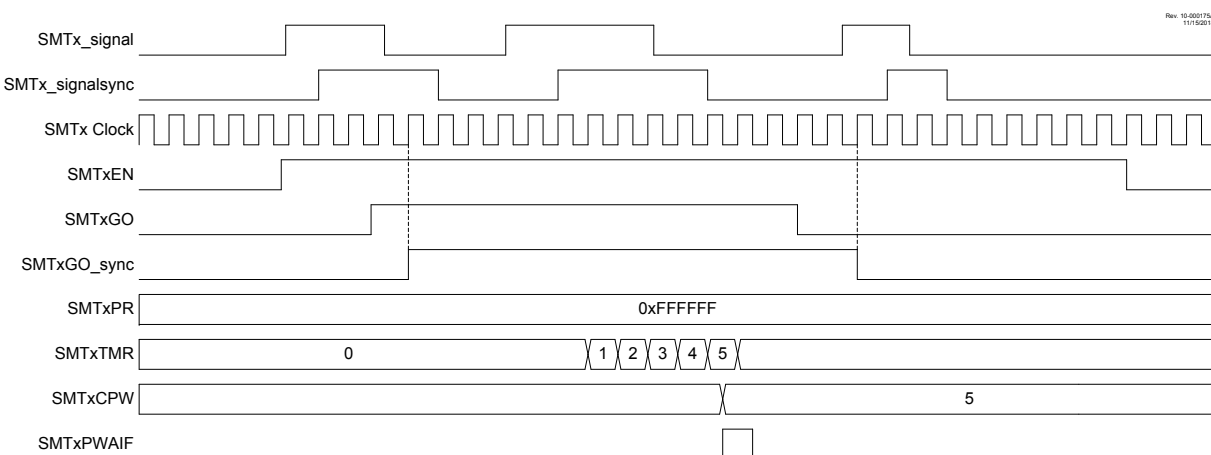 Rev. 10-000175
11/15/201
SMTx_signal
SMTx_signalsync
SMTx Clock
SMTxEN
SMTxGO
SMTxGO_sync
SMTxPR 0xFFFFFF
SMTxTMR 0 1 2 3 4 5
SMTxCPW 5
SMTxPWAIF